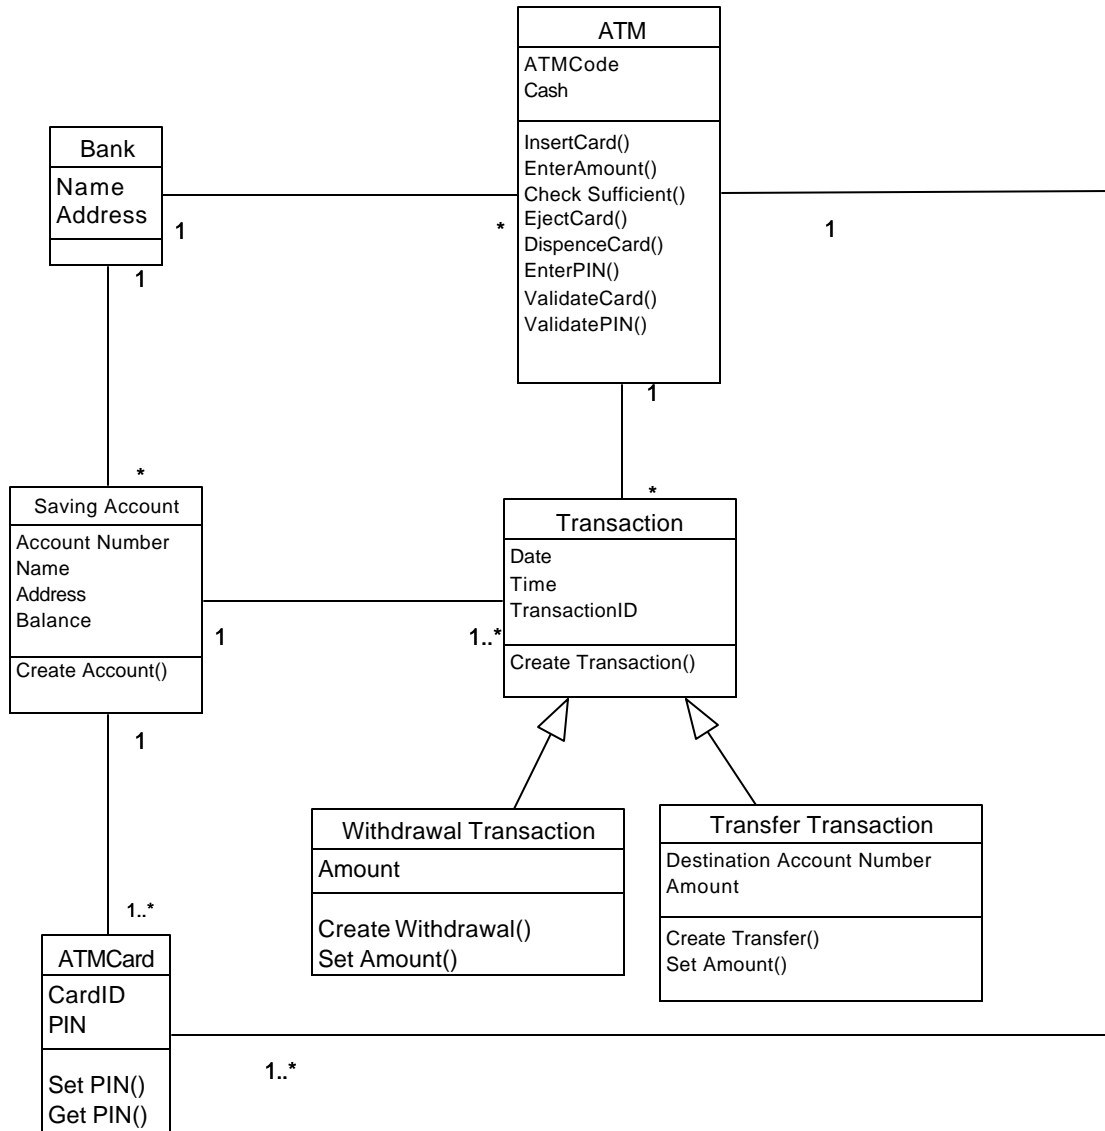 ATM
ATMCode
Cash
InsertCard()
EnterAmount()
Check Sufficient()
EjectCard()
DispenceCard()
EnterPIN()
ValidateCard()
ValidatePIN()
Bank
Name
Address
1
*
1
1
1
*
*
Saving Account
Account Number
Name
Address
Balance
Create Account()
Transaction
Date
Time
TransactionID
Create Transaction()
1
1..*
1
Withdrawal Transaction
Amount
Create Withdrawal()
Set Amount()
Transfer Transaction
Destination Account Number
Amount
Create Transfer()
Set Amount()
1..*
ATMCard
CardID
PIN
Set PIN()
Get PIN()
1..*